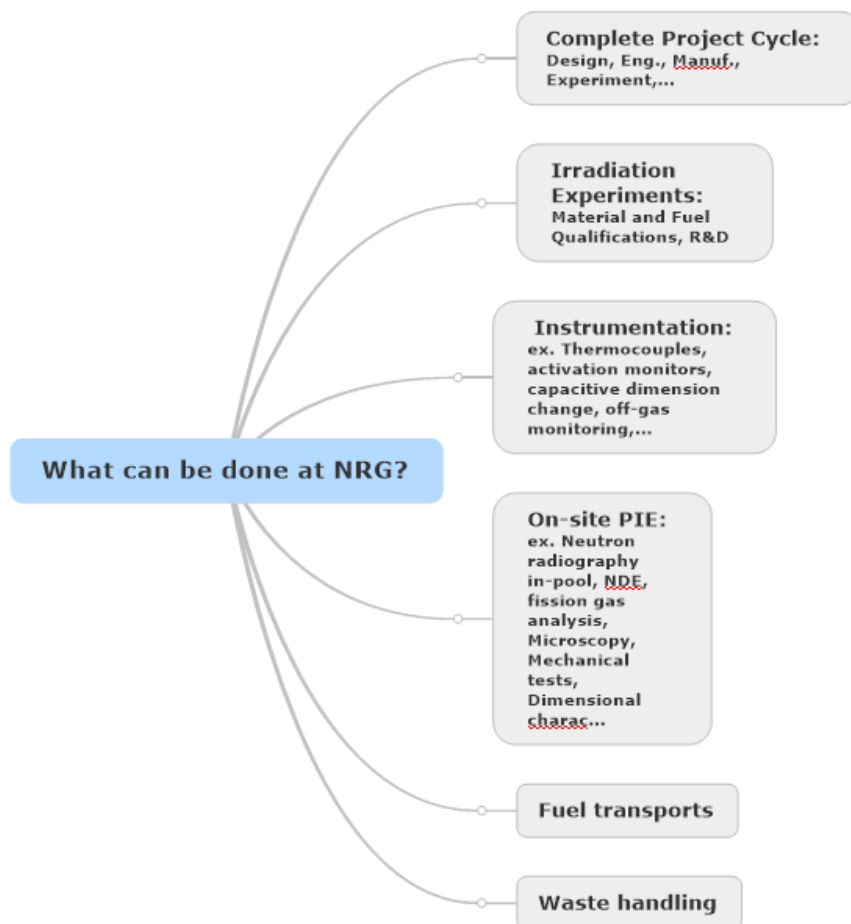 Complete Project Cycle:
Design, Eng., Manuf.,
Experiment,...
Irradiation
Experiments:
Material and Fuel
Qualifications, R&D
Instrumentation:
ex. Thermocouples,
activation monitors,
capacitive dimension
change, off-gas
monitoring,...
What can be done at NRG?
On-site PIE:
ex. Neutron
radiography
in-pool, NDE,
fission gas
analysis,
Microscopy,
Mechanical
tests,
Dimensional
charac...
Fuel transports
Waste handling